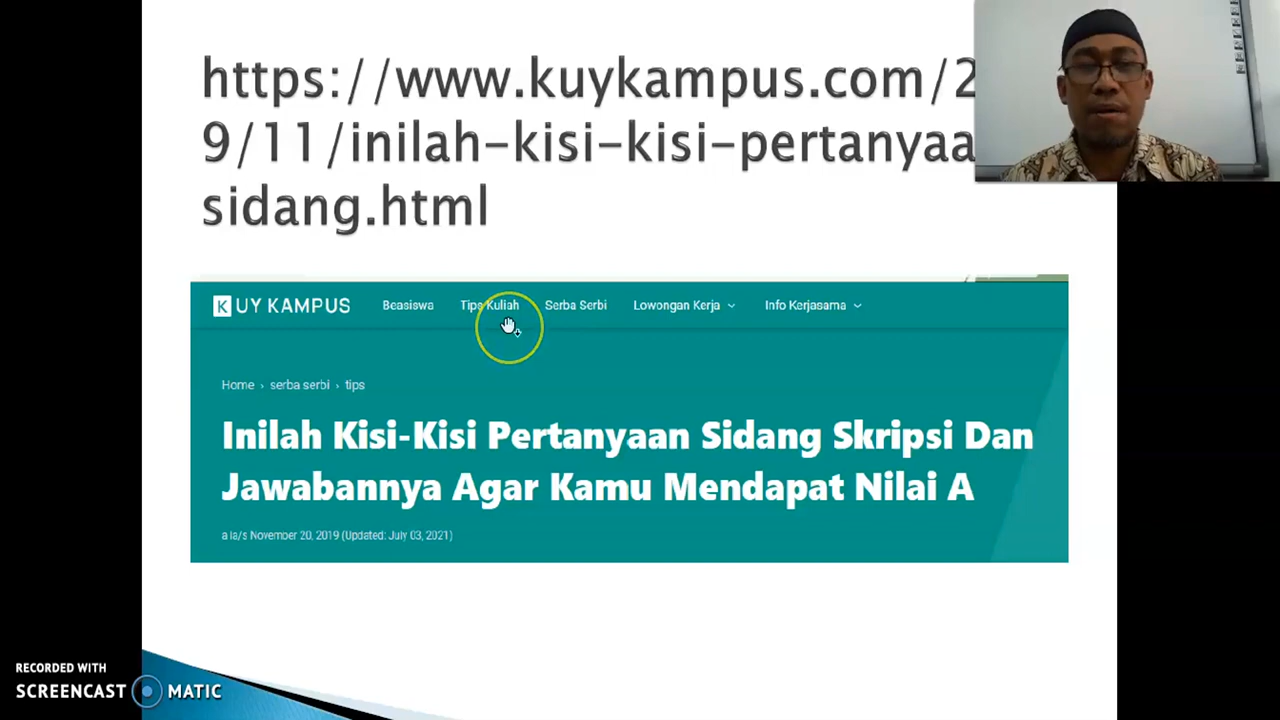 https://www.kuykampus.com/2
9/11/inilah-kisi-kisi-pertanyaa
sidang.html
KUY KAMPUS Beasiswa Tips Kuliah Serba Serbi Lowongan Kerja Info Kerjasama
Home › serba serbi › tips
Inilah Kisi-Kisi Pertanyaan Sidang Skripsi Dan
Jawabannya Agar Kamu Mendapat Nilai A
November 20, 2019 (Updated: July 03, 2021)
RECORDED WITH
SCREENCAST MATIC